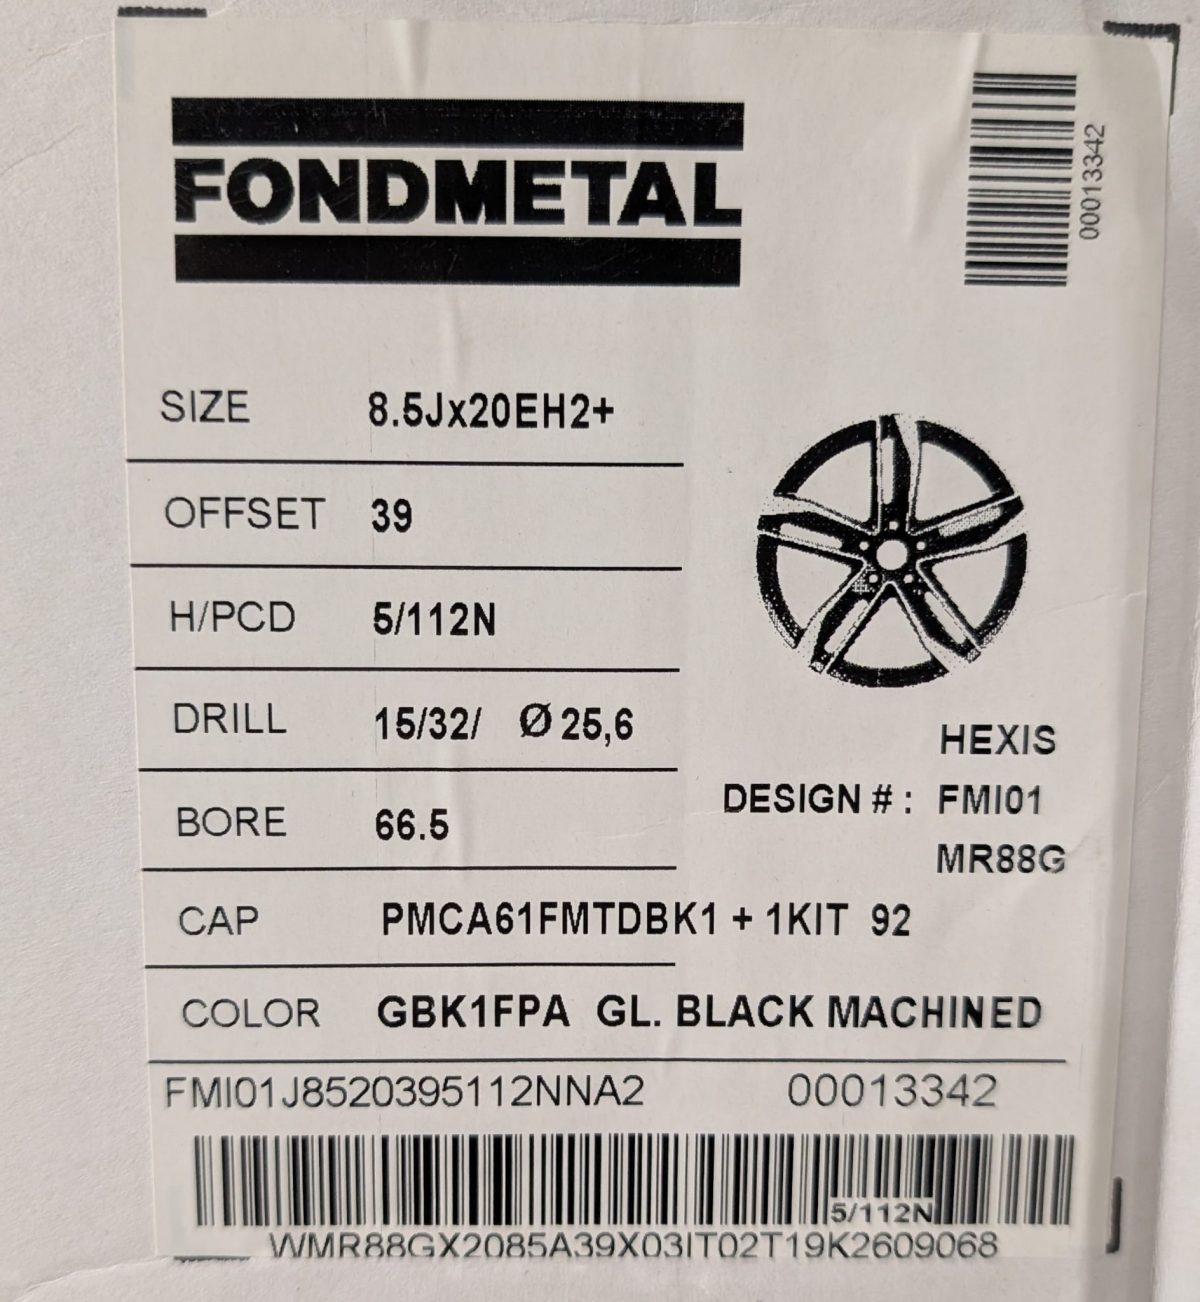 FONDMETAL
00013342
SIZE 8.5Jx20EH2+
OFFSET 39
H/PCD 5/112N
DRILL 15/32/ Ø 25,6
BORE 66.5
HEXIS
DESIGN # : FMI01
MR88G
CAP PMCA61FMTDBK1 + 1KIT 92
COLOR GBK1FPA GL. BLACK MACHINED
FMI01J8520395112NNA2 00013342
5/112N
WMR88GX2085A39X03IT02T19K2609068